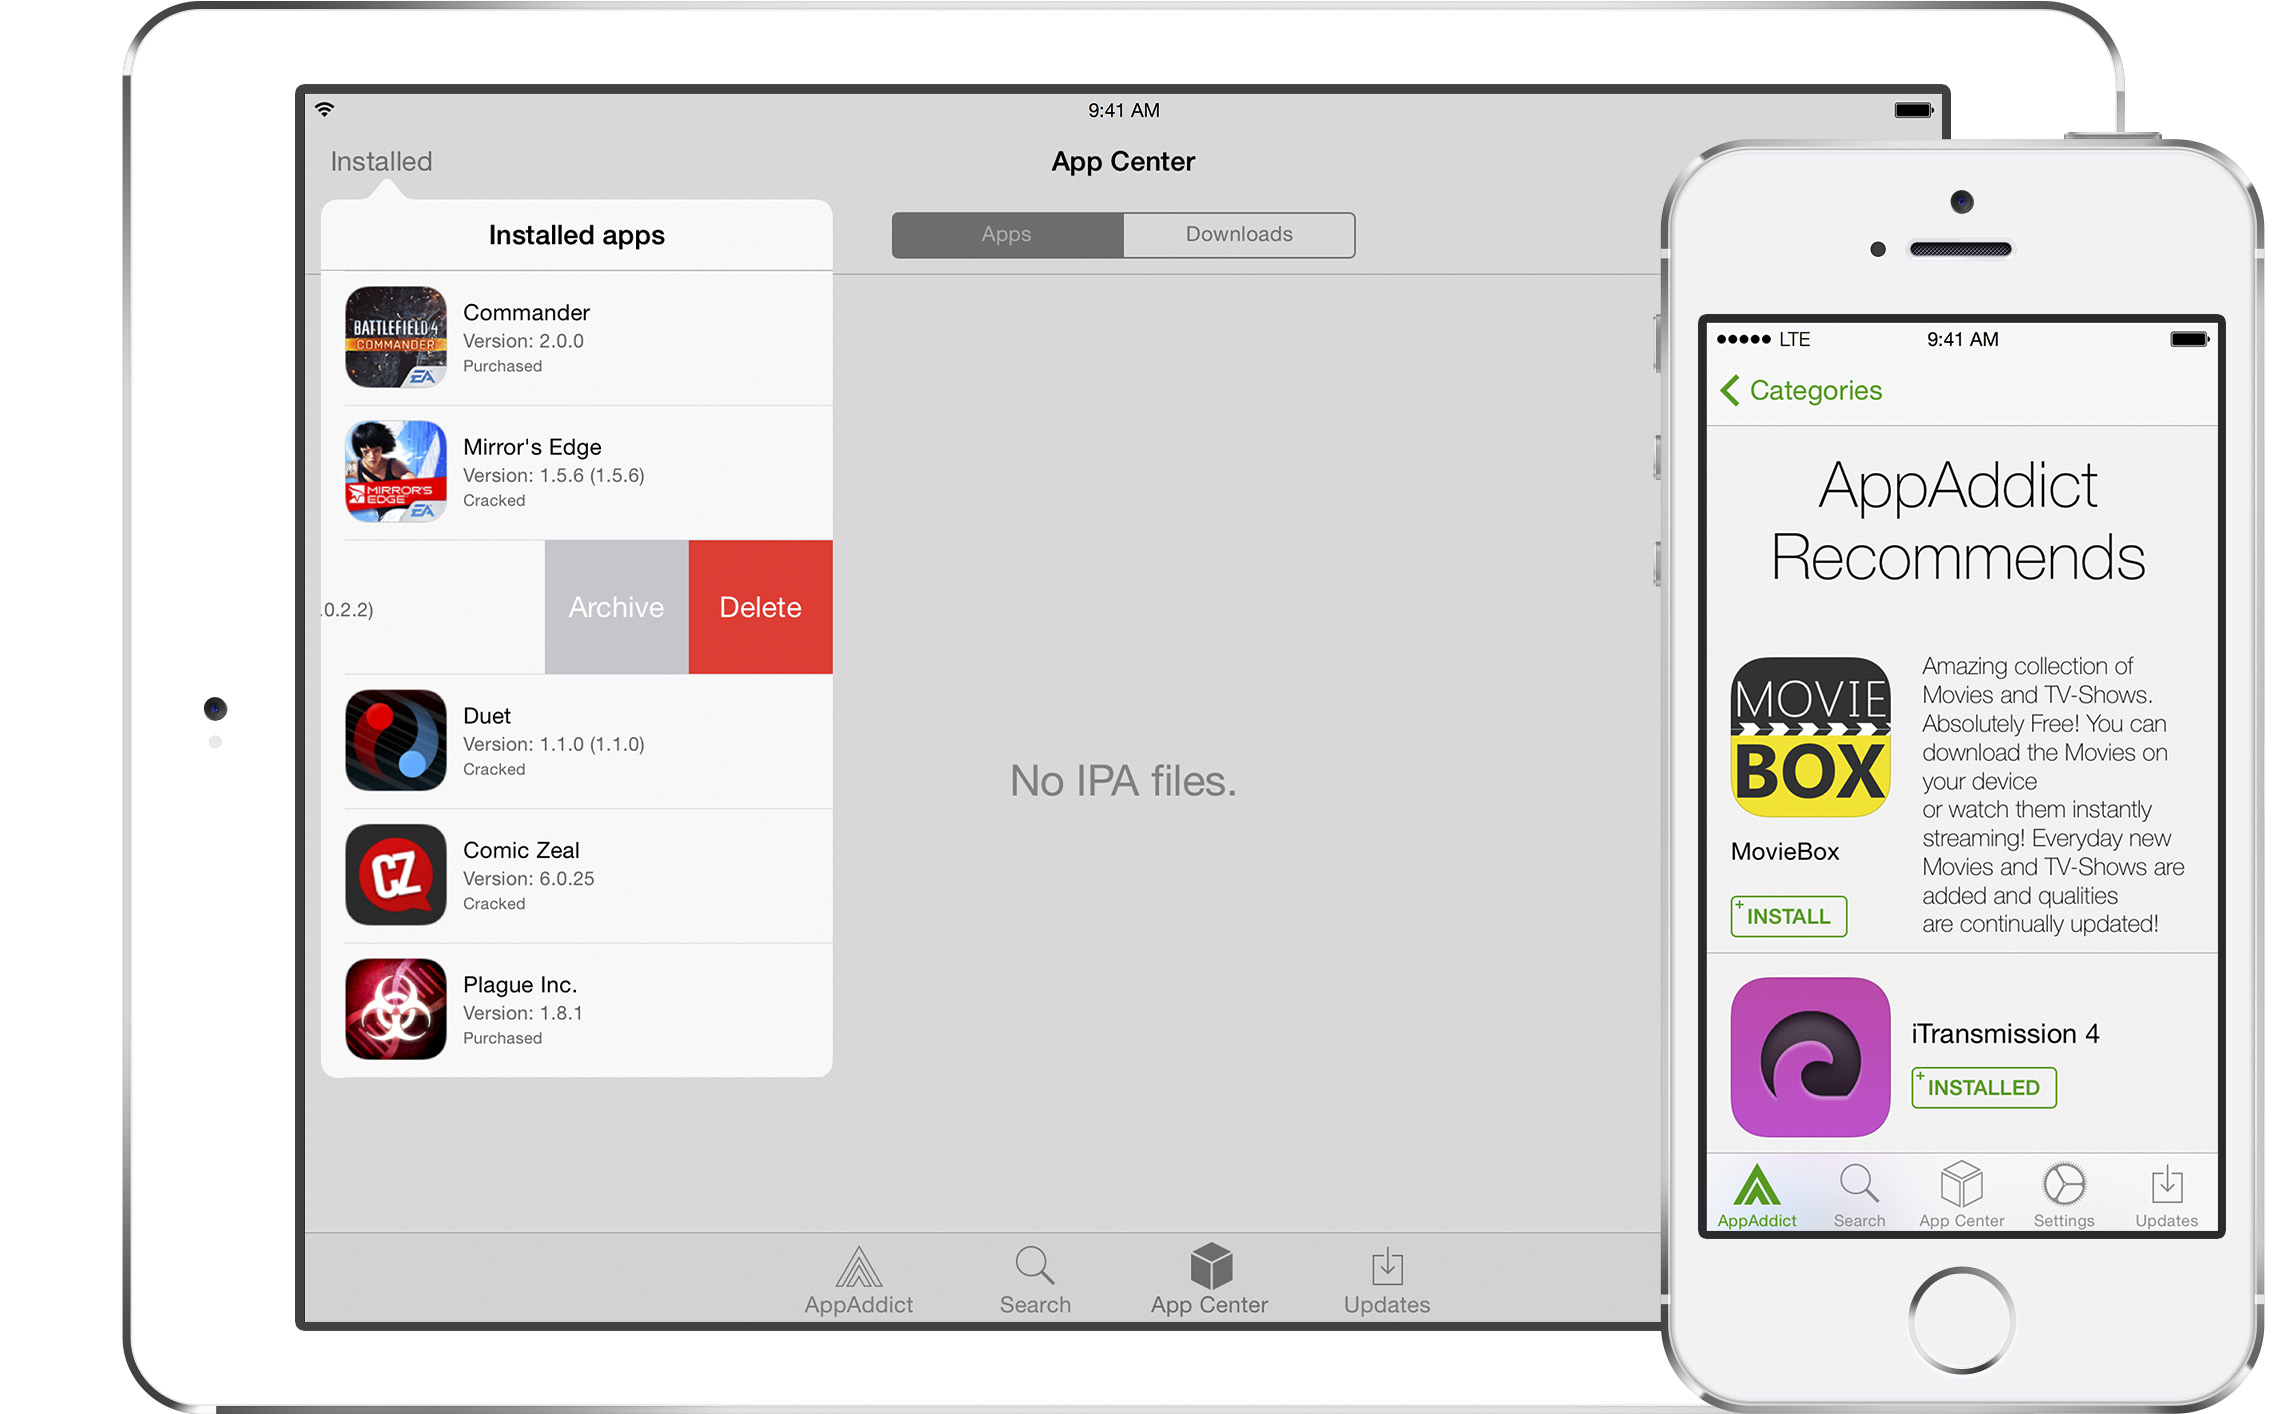 9:41 AM
Installed
App Center
Installed apps
Apps
Downloads
BATTLEFIELD 4
COMMANDER
EA
Commander
Version: 2.0.0
Purchased
MIRROR'S
EDGE
EA
Mirror's Edge
Version: 1.5.6 (1.5.6)
Cracked
.0.2.2)
Archive
Delete
Duet
Version: 1.1.0 (1.1.0)
Cracked
CZ
Comic Zeal
Version: 6.0.25
Cracked
Plague Inc.
Version: 1.8.1
Purchased
No IPA files.
AppAddict
Search
App Center
Updates
LTE
9:41 AM
Categories
AppAddict
Recommends
MOVIE
BOX
MovieBox
+ INSTALL
Amazing collection of
Movies and TV-Shows.
Absolutely Free! You can
download the Movies on
your device
or watch them instantly
streaming! Everyday new
Movies and TV-Shows are
added and qualities
are continually updated!
iTransmission 4
+ INSTALLED
AppAddict
Search
App Center
Settings
Updates